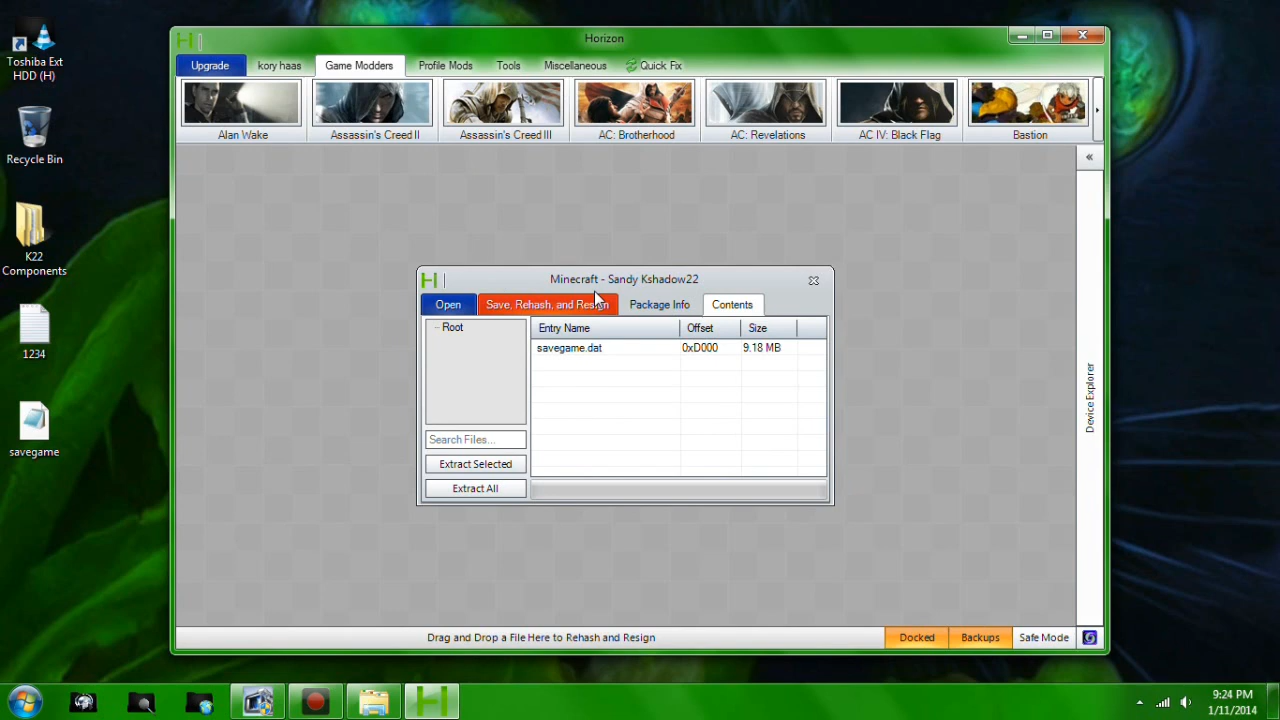 Toshiba Ext
HDD (H)
Recycle Bin
K22
Components
1234
savegame
Horizon
Upgrade
kory haas
Game Modders
Profile Mods
Tools
Miscellaneous
Quick Fix
Alan Wake
Assassin's Creed II
Assassin's Creed III
AC: Brotherhood
AC: Revelations
AC IV: Black Flag
Bastion
Minecraft - Sandy Kshadow22
Open
Save, Rehash, and Resign
Package Info
Contents
Root
Entry Name
Offset
Size
savegame.dat
0xD000
9.18 MB
Search Files...
Extract Selected
Extract All
Device Explorer
Drag and Drop a File Here to Rehash and Resign
Docked
Backups
Safe Mode
9:24 PM
1/11/2014